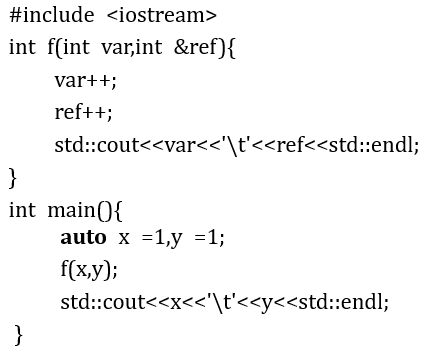 #include <iostream>
int f(int var,int &ref){
var++;
ref++;
std::cout<<var<<'\t'<<ref<<std::endl;
}
int main(){
auto x =1,y =1;
f(x,y);
std::cout<<x<<'\t'<<y<<std::endl;
}